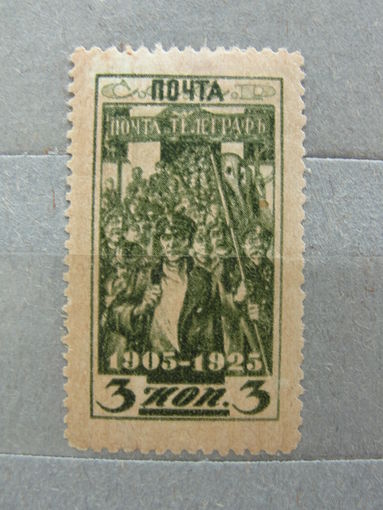 С.С.С.Р
ПОЧТА
ПОЧТА-ТЕЛЕГРАФЪ
1905-1925
3 коп. 3